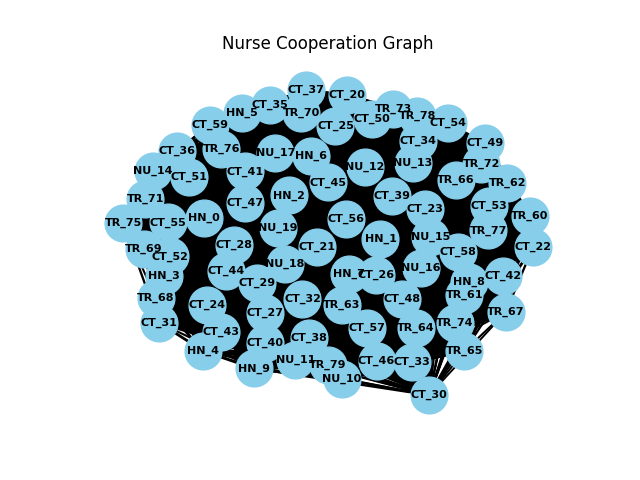 Nurse Cooperation Graph
CT_37
CT_20
CT_35
HN_5
TR_70
TR_73
TR_78
CT_50
CT_54
CT_59
CT_25
CT_34
CT_49
CT_36
TR_76
NU_17
HN_6
NU_12
NU_13
TR_72
NU_14
CT_51
CT_41
CT_45
TR_66
TR_62
TR_71
CT_47
HN_2
CT_39
CT_23
CT_53
TR_60
TR_75
CT_55
HN_0
NU_19
CT_56
HN_1
NU_15
TR_77
CT_22
TR_69
CT_52
CT_28
CT_21
CT_58
HN_3
CT_44
NU_18
HN_7
CT_26
NU_16
HN_8
CT_42
TR_68
CT_24
CT_29
CT_32
TR_63
CT_48
TR_61
TR_67
CT_31
CT_43
CT_27
CT_57
TR_64
TR_74
HN_4
CT_40
CT_38
TR_65
HN_9
NU_11
TR_79
CT_46
CT_33
NU_10
CT_30